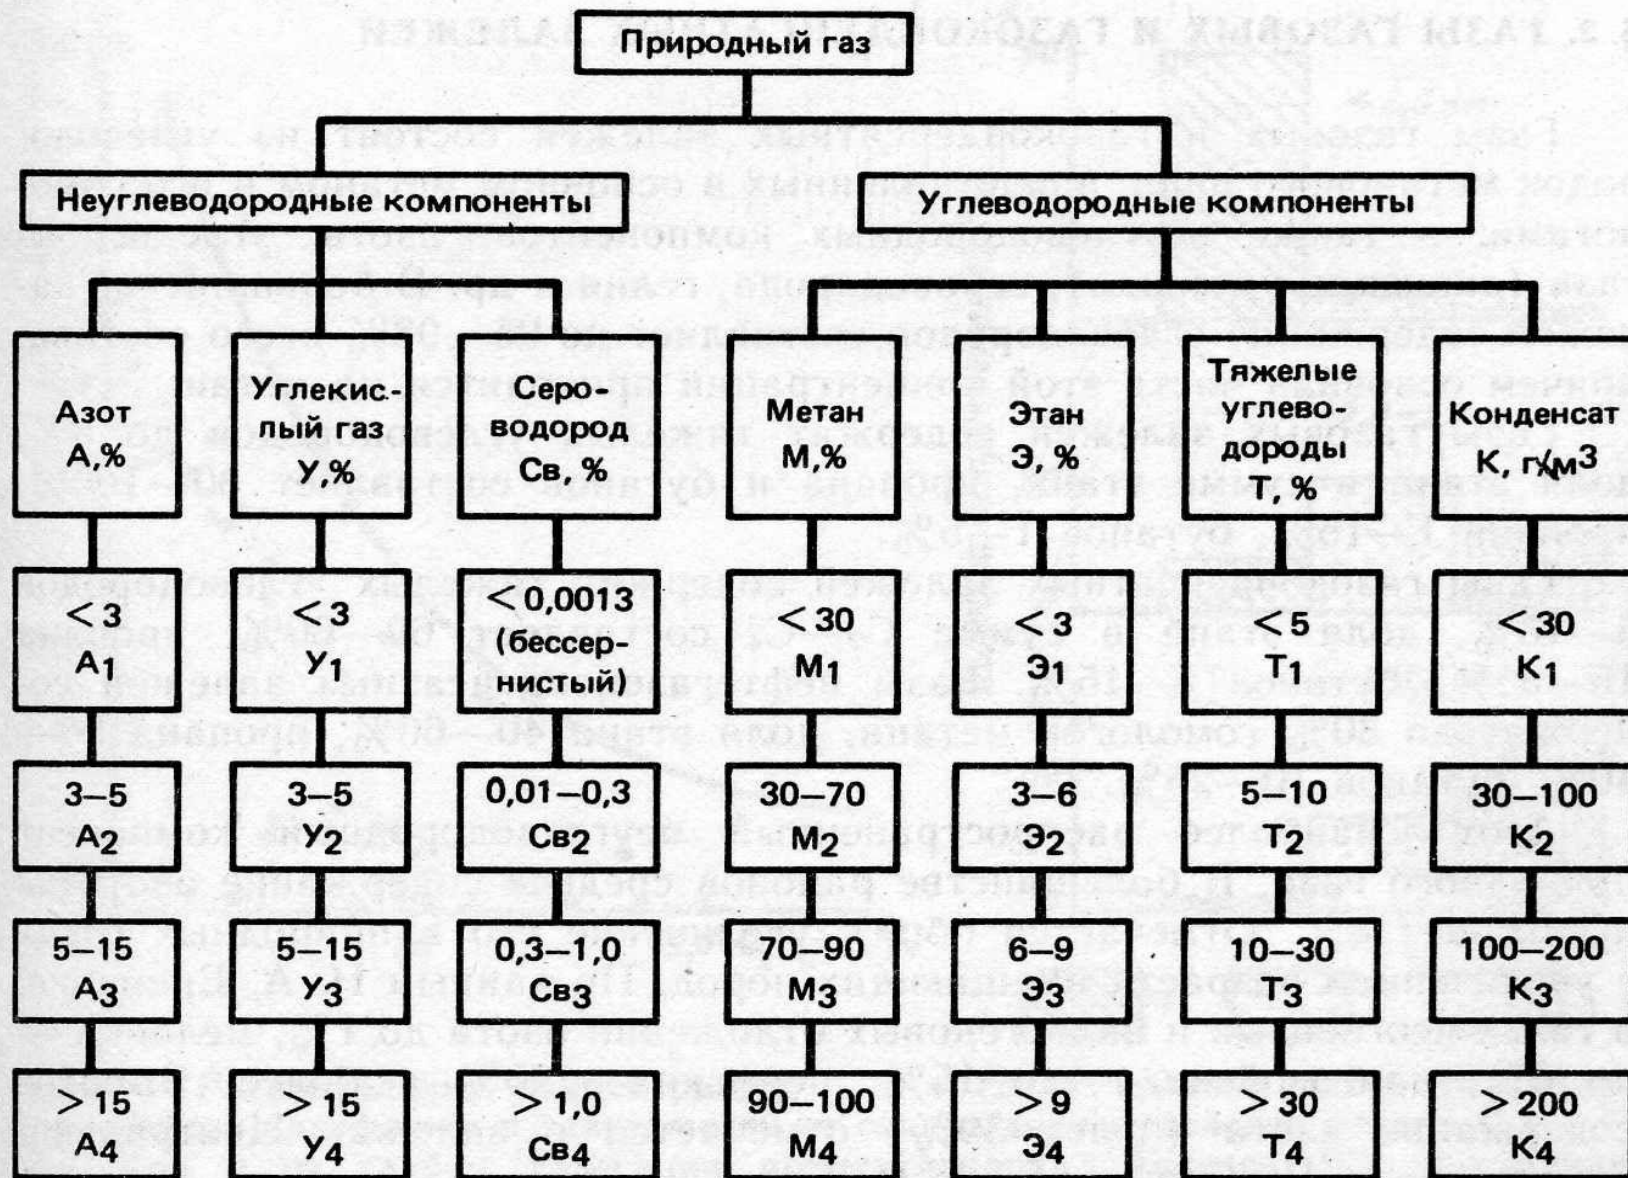 Природный газ
Неуглеводородные компоненты
Углеводородные компоненты
Азот
А,%
Углекис-
лый газ
У,%
Серо-
водород
Св, %
Метан
М,%
Этан
Э, %
Тяжелые
углево-
дороды
Т, %
Конденсат
К, г/м³
< 3
А1
< 3
У1
< 0,0013
(бессер-
нистый)
< 30
М1
< 3
Э1
< 5
Т1
< 30
К1
3–5
А2
3–5
У2
0,01–0,3
Св2
30–70
М2
3–6
Э2
5–10
Т2
30–100
К2
5–15
А3
5–15
У3
0,3–1,0
Св3
70–90
М3
6–9
Э3
10–30
Т3
100–200
К3
> 15
А4
> 15
У4
> 1,0
Св4
90–100
М4
> 9
Э4
> 30
Т4
> 200
К4